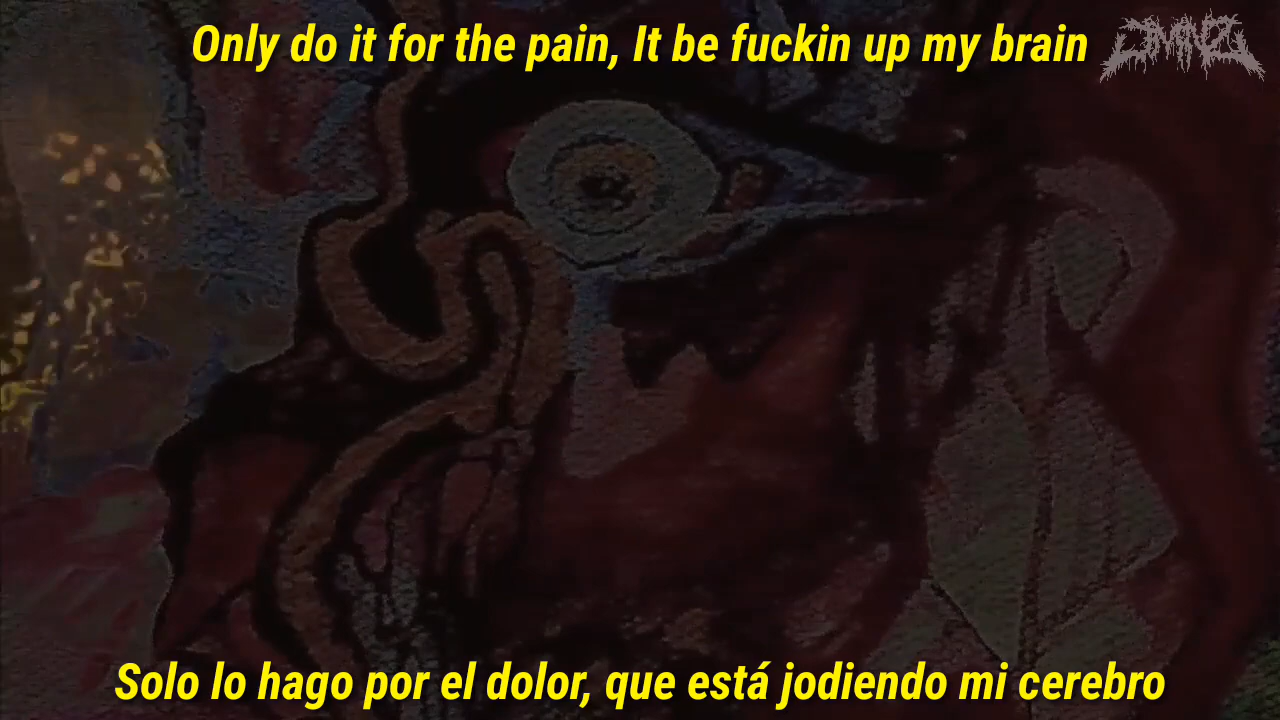 Only do it for the pain, It be fuckin up my brain
Solo lo hago por el dolor, que está jodiendo mi cerebro